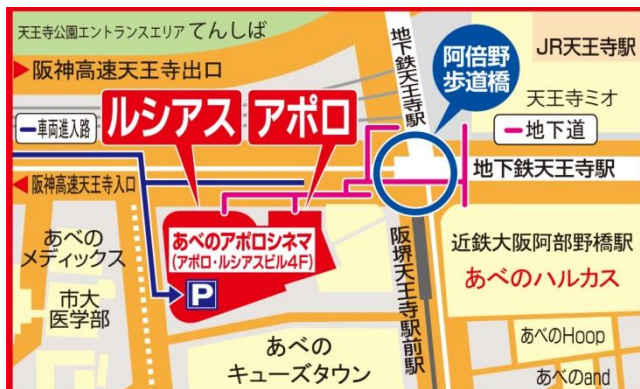 天王寺公園エントランスエリア てんしば
阪神高速天王寺出口
車両進入路
ルシアス
アポロ
地下鉄天王寺駅
阿倍野
歩道橋
JR天王寺駅
天王寺ミオ
地下道
地下鉄天王寺駅
阪神高速天王寺入口
あべの
メディックス
市大
医学部
あべのアポロシネマ
(アポロ・ルシアスビル4F)
P
あべの
キューズタウン
阪堺天王寺駅前駅
近鉄大阪阿部野橋駅
あべのハルカス
あべのHoop
あべのand